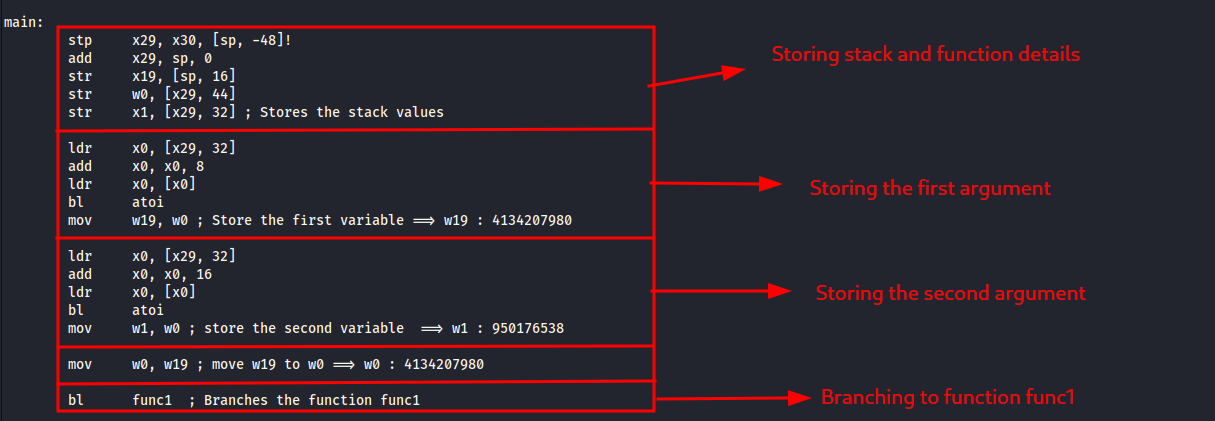 main:
stp x29, x30, [sp, -48]!
add x29, sp, 0
str x19, [sp, 16]
str w0, [x29, 44]
str x1, [x29, 32] ; Stores the stack values
Storing stack and function details
ldr x0, [x29, 32]
add x0, x0, 8
ldr x0, [x0]
bl atoi
mov w19, w0 ; Store the first variable ==> w19 : 4134207980
Storing the first argument
ldr x0, [x29, 32]
add x0, x0, 16
ldr x0, [x0]
bl atoi
mov w1, w0 ; store the second variable ==> w1 : 950176538
Storing the second argument
mov w0, w19 ; move w19 to w0 ==> w0 : 4134207980
bl func1 ; Branches the function func1
Branching to function func1